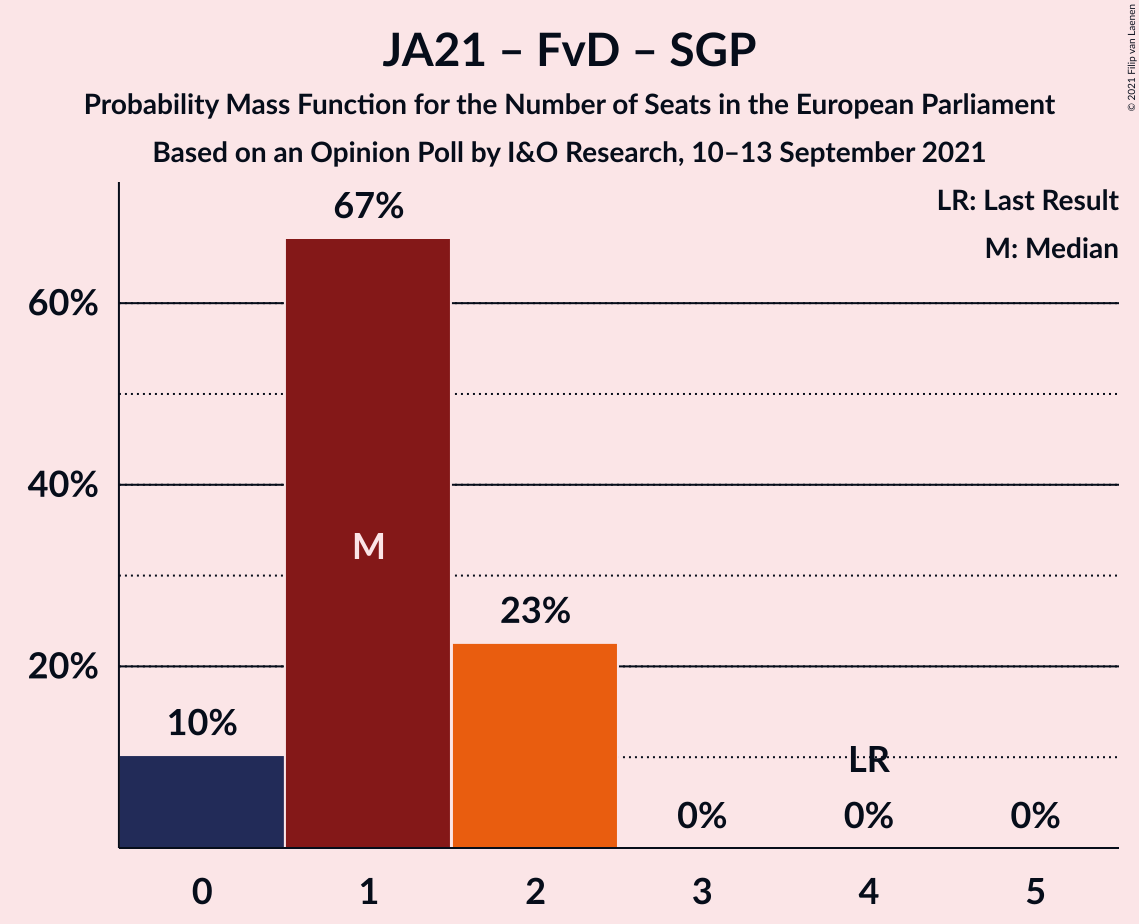 JA21 – FvD – SGP
Probability Mass Function for the Number of Seats in the European Parliament
Based on an Opinion Poll by I&O Research, 10–13 September 2021
© 2021 Filip van Laenen
LR: Last Result
M: Median
67%
60%
40%
M
23%
20%
10%
LR
0%
0%
0%
0
1
2
3
4
5